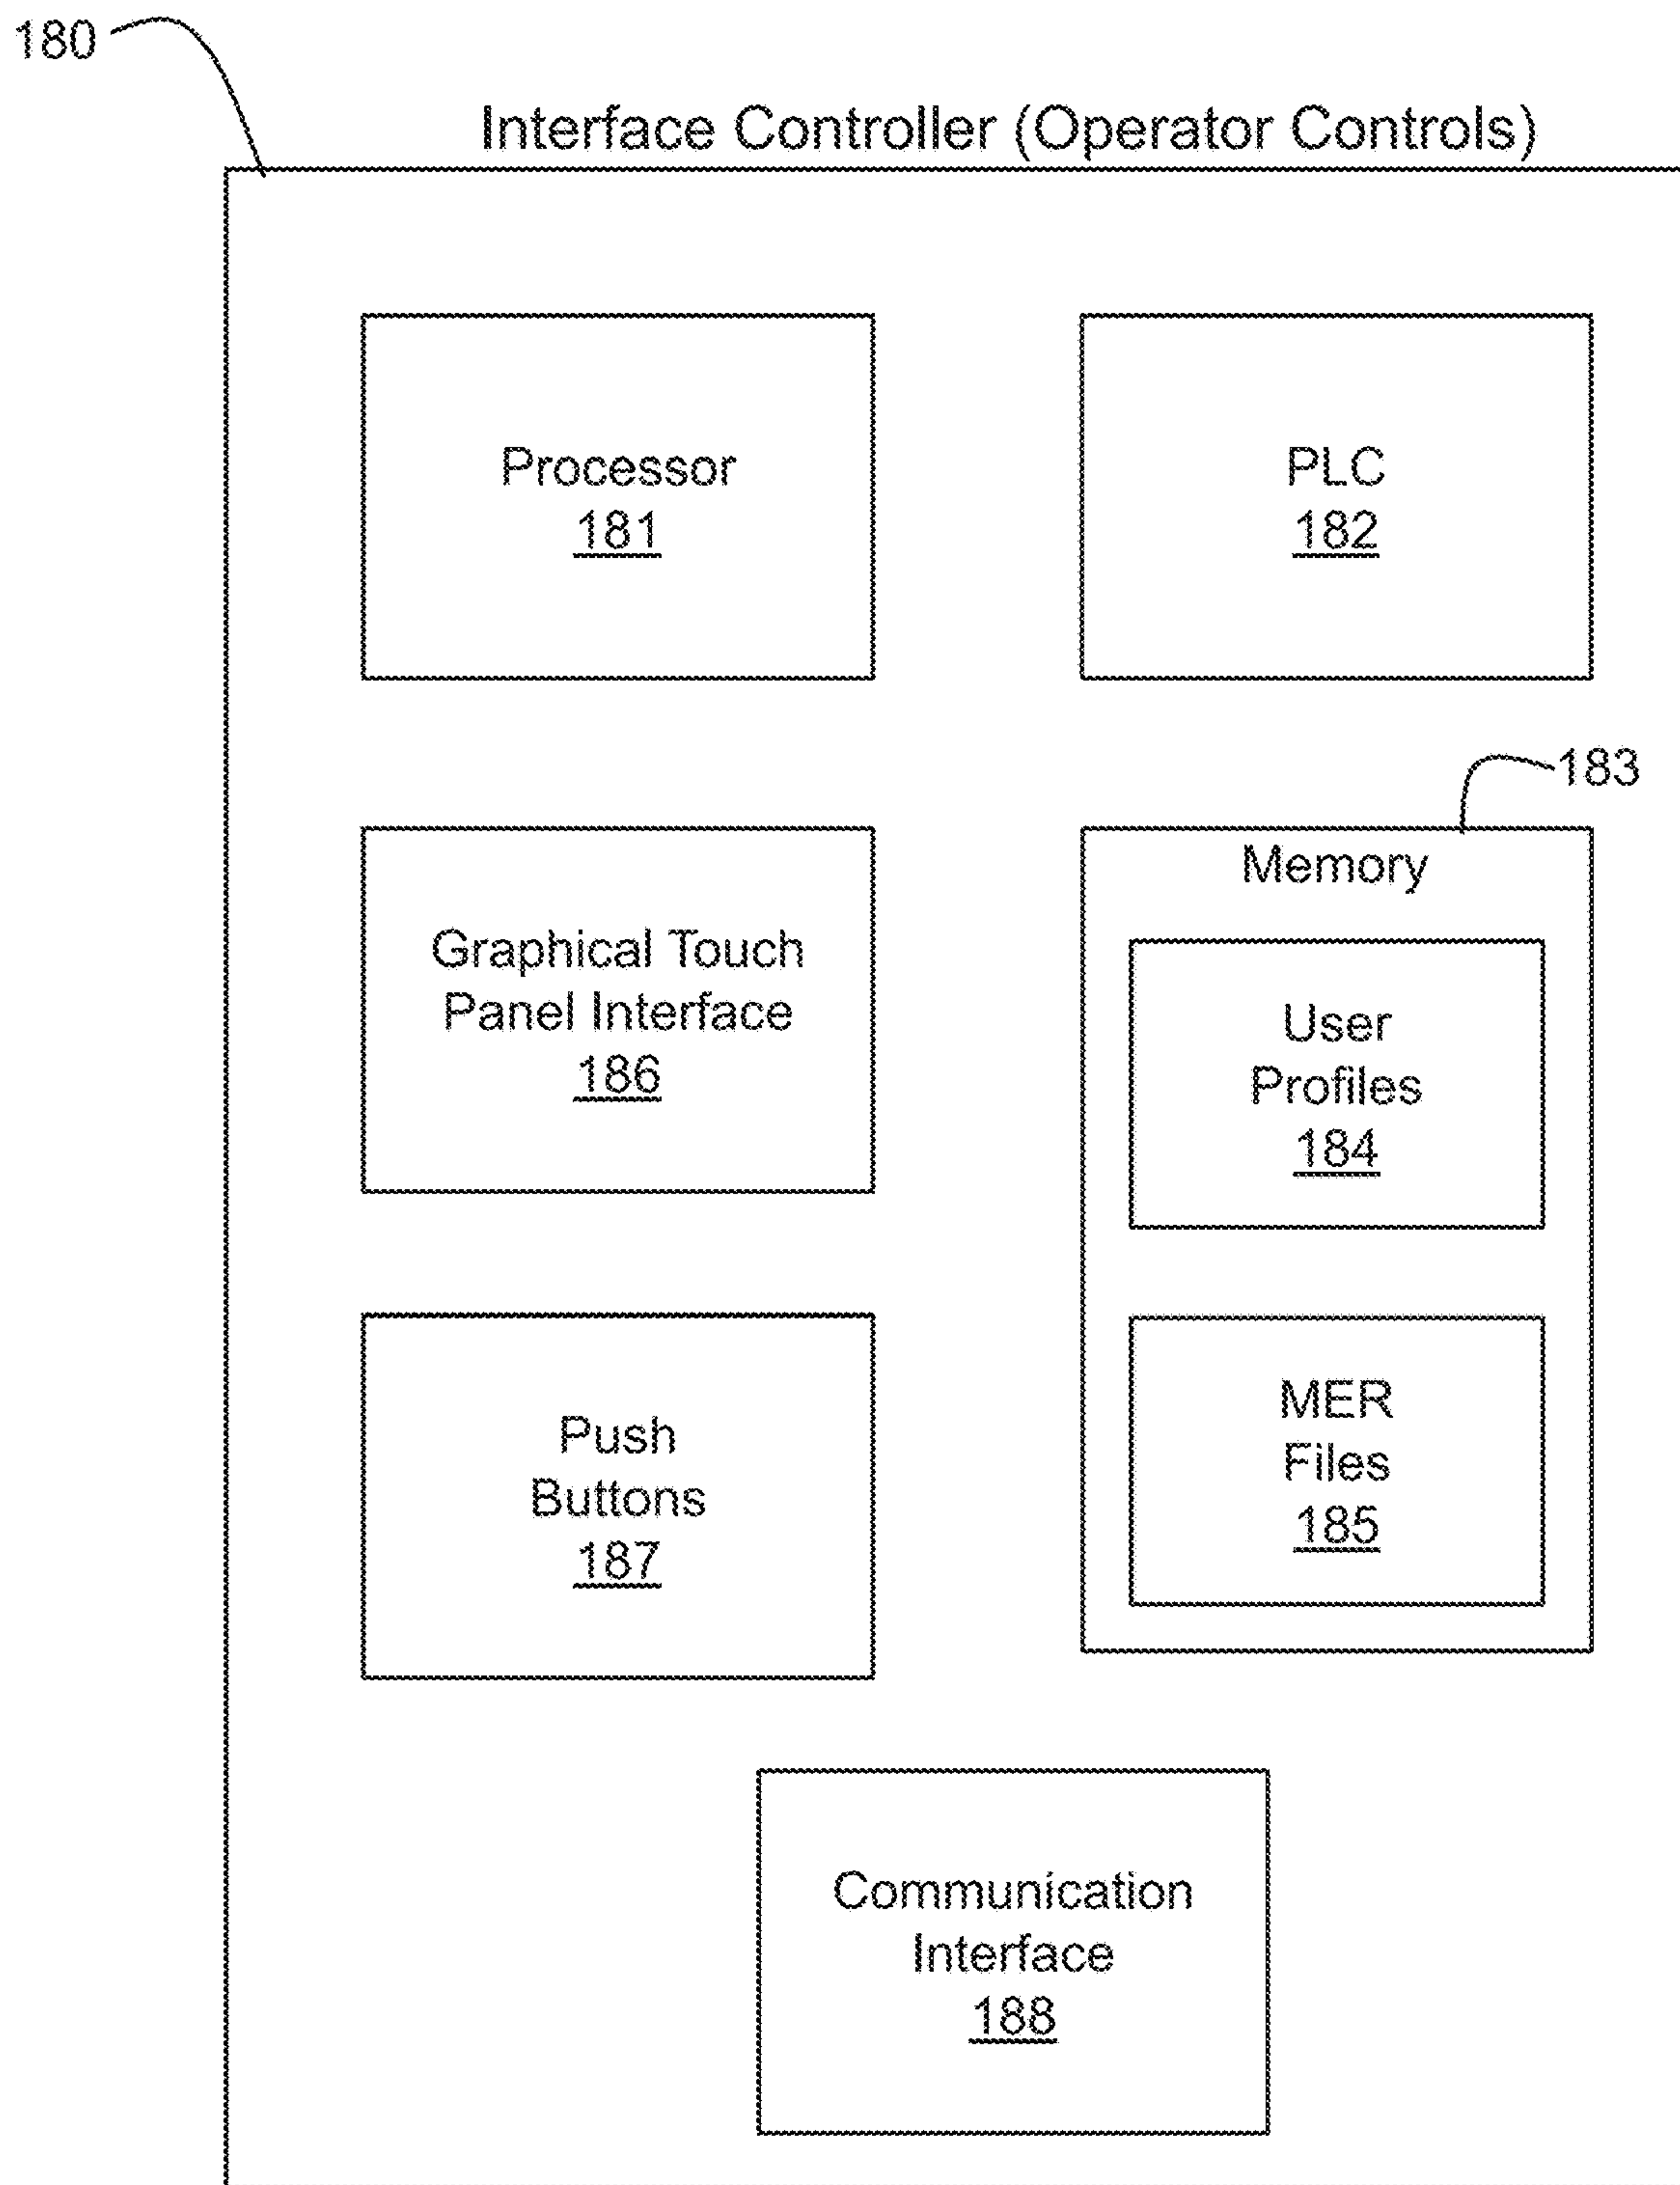 180
Interface Controller (Operator Controls)
Processor
181
PLC
182
183
Graphical Touch
Panel Interface
186
Memory
User
Profiles
184
Push
Buttons
187
MER
Files
185
Communication
Interface
188